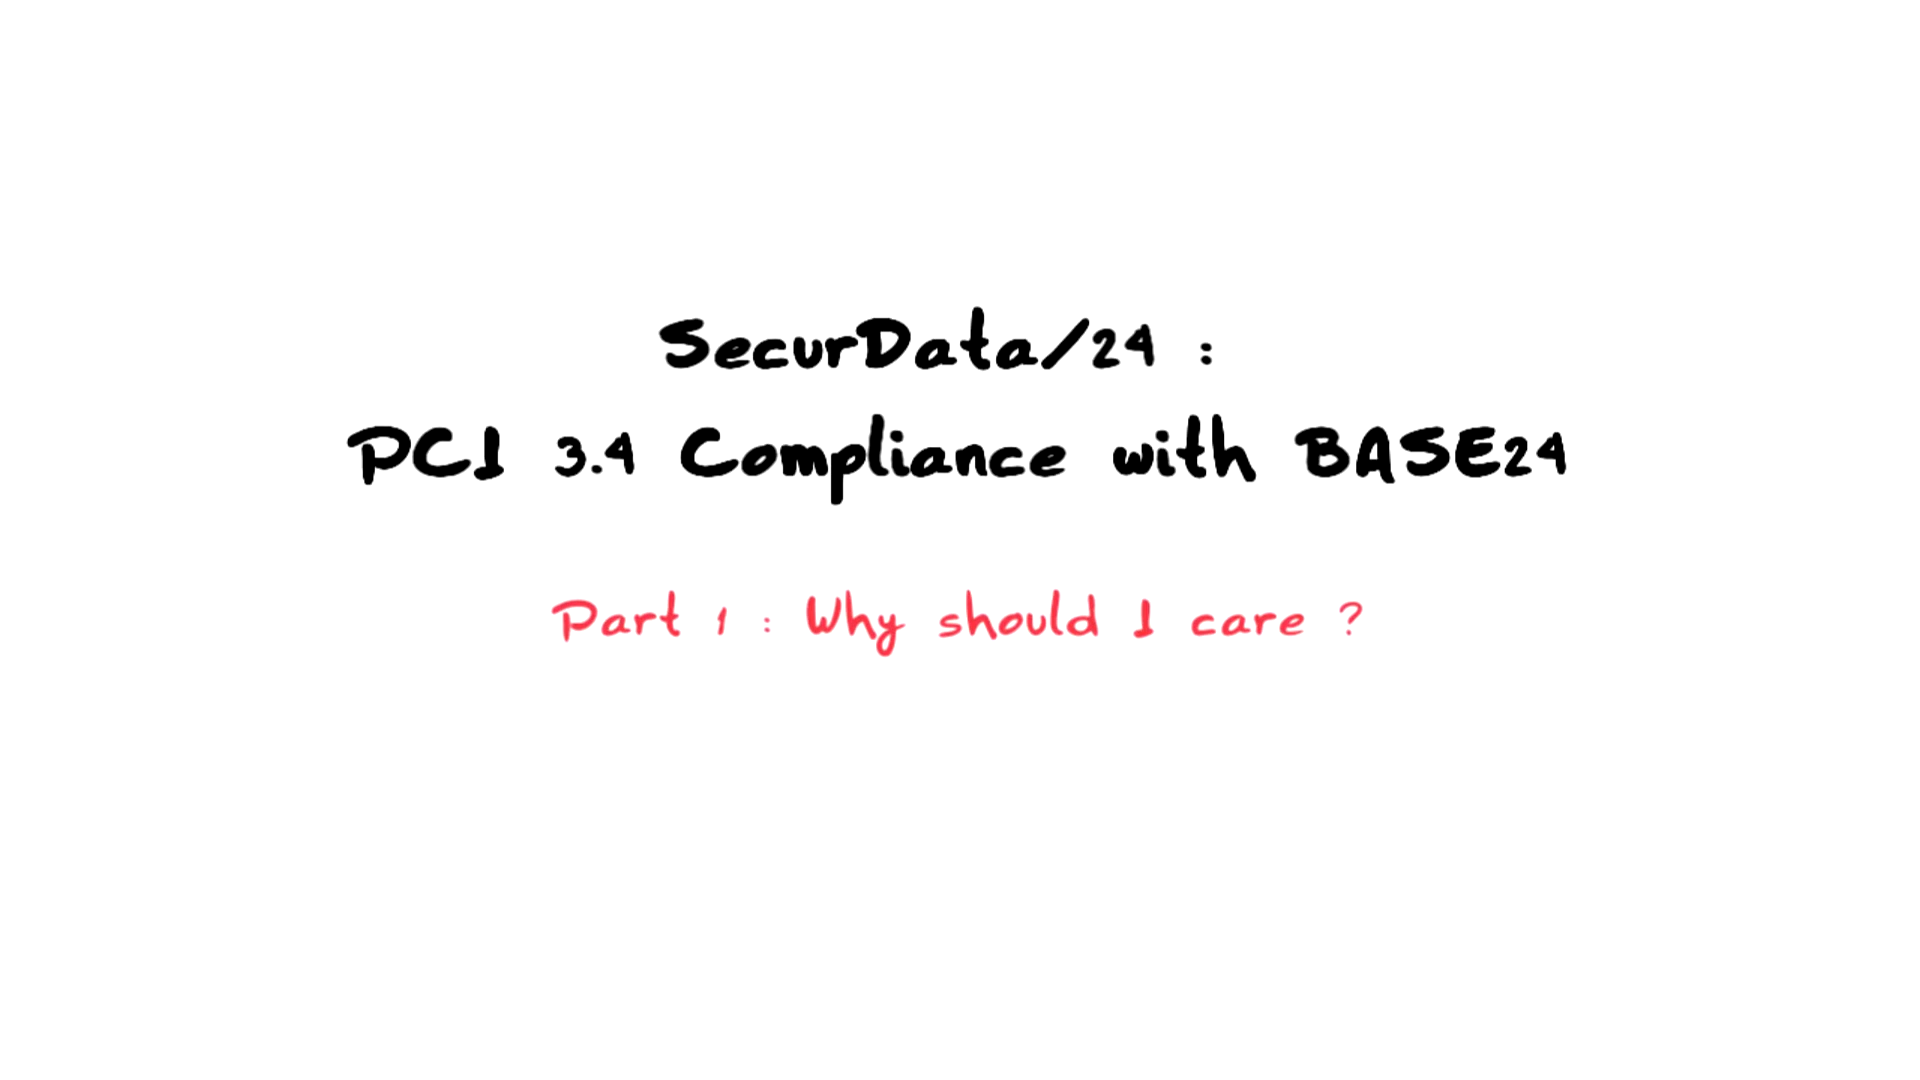 SecurData/24 :
PCI 3.4 Compliance with BASE24
Part 1 : Why should I care ?